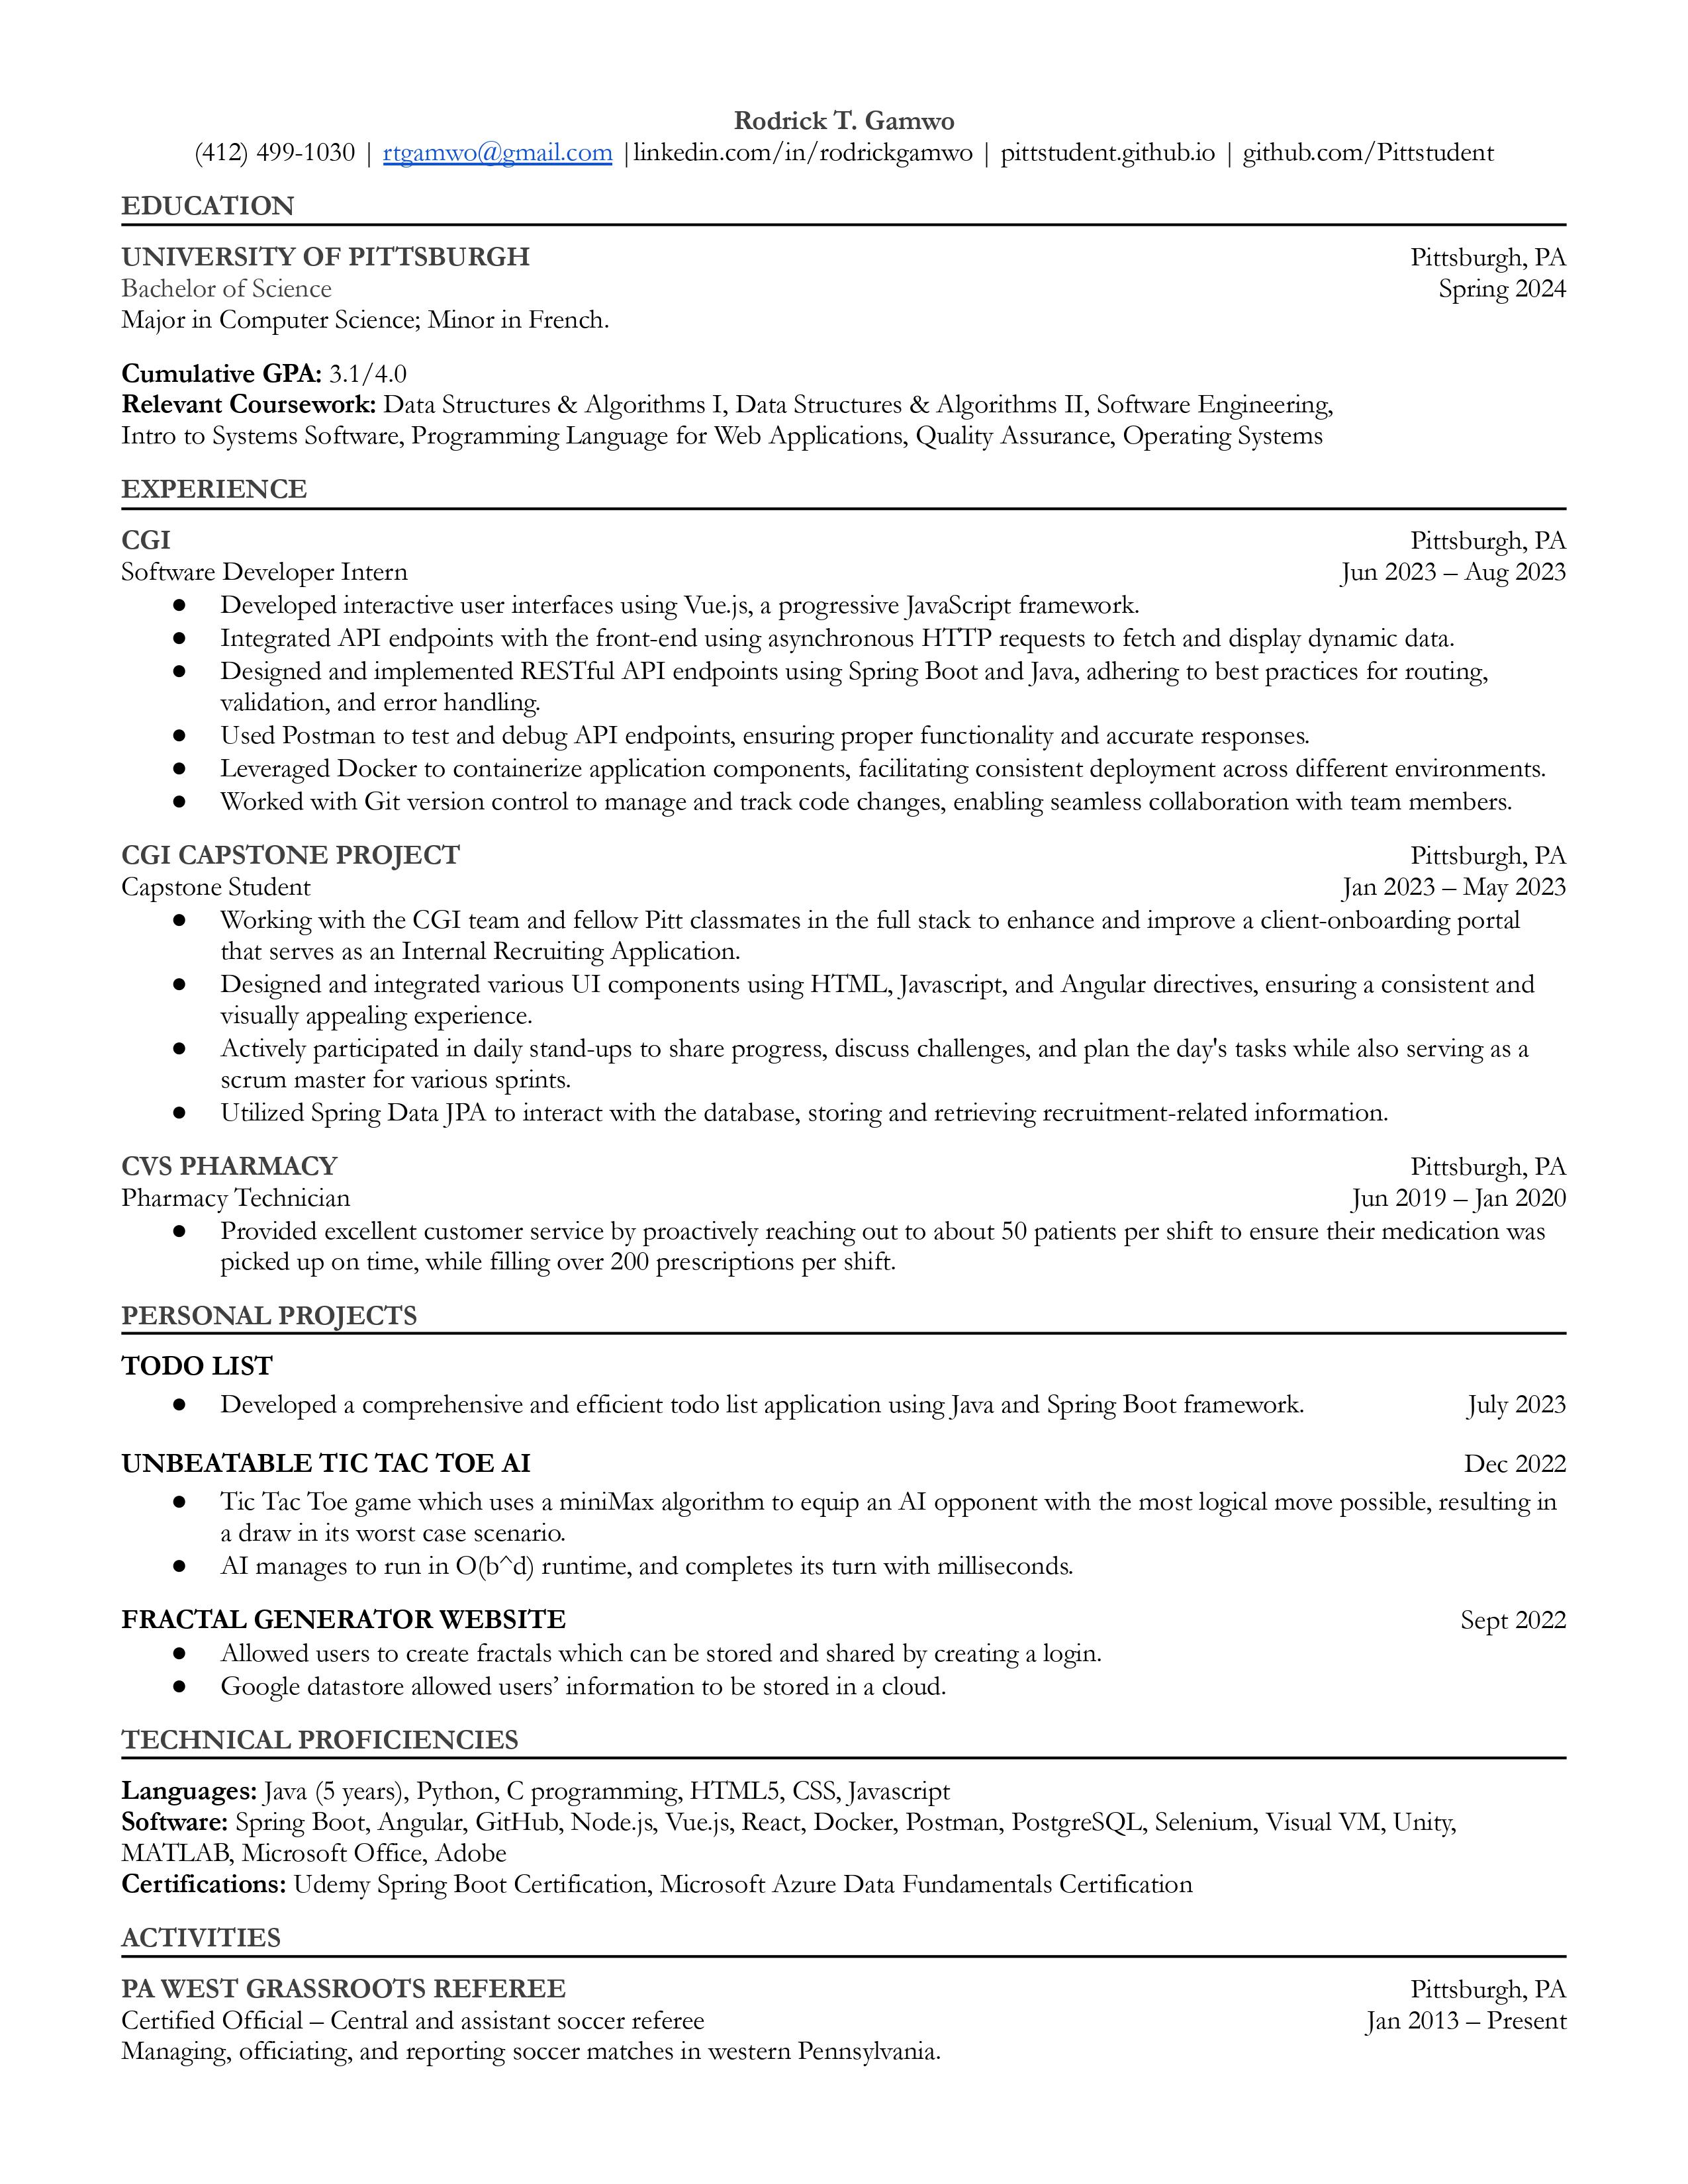 Rodrick T. Gamwo
(412) 499-1030 | rtgamwo@gmail.com |linkedin.com/in/rodrickgamwo | pittstudent.github.io | github.com/Pittstudent
EDUCATION
UNIVERSITY OF PITTSBURGH Pittsburgh, PA
Bachelor of Science Spring 2024
Major in Computer Science; Minor in French.
Cumulative GPA: 3.1/4.0
Relevant Coursework: Data Structures & Algorithms I, Data Structures & Algorithms II, Software Engineering,
Intro to Systems Software, Programming Language for Web Applications, Quality Assurance, Operating Systems
EXPERIENCE
CGI Pittsburgh, PA
Software Developer Intern Jun 2023 – Aug 2023
● Developed interactive user interfaces using Vue.js, a progressive JavaScript framework.
● Integrated API endpoints with the front-end using asynchronous HTTP requests to fetch and display dynamic data.
● Designed and implemented RESTful API endpoints using Spring Boot and Java, adhering to best practices for routing,
validation, and error handling.
● Used Postman to test and debug API endpoints, ensuring proper functionality and accurate responses.
● Leveraged Docker to containerize application components, facilitating consistent deployment across different environments.
● Worked with Git version control to manage and track code changes, enabling seamless collaboration with team members.
CGI CAPSTONE PROJECT Pittsburgh, PA
Capstone Student Jan 2023 – May 2023
● Working with the CGI team and fellow Pitt classmates in the full stack to enhance and improve a client-onboarding portal
that serves as an Internal Recruiting Application.
● Designed and integrated various UI components using HTML, Javascript, and Angular directives, ensuring a consistent and
visually appealing experience.
● Actively participated in daily stand-ups to share progress, discuss challenges, and plan the day's tasks while also serving as a
scrum master for various sprints.
● Utilized Spring Data JPA to interact with the database, storing and retrieving recruitment-related information.
CVS PHARMACY Pittsburgh, PA
Pharmacy Technician Jun 2019 – Jan 2020
● Provided excellent customer service by proactively reaching out to about 50 patients per shift to ensure their medication was
picked up on time, while filling over 200 prescriptions per shift.
PERSONAL PROJECTS
TODO LIST
● Developed a comprehensive and efficient todo list application using Java and Spring Boot framework. July 2023
UNBEATABLE TIC TAC TOE AI Dec 2022
● Tic Tac Toe game which uses a miniMax algorithm to equip an AI opponent with the most logical move possible, resulting in
a draw in its worst case scenario.
● AI manages to run in O(b^d) runtime, and completes its turn with milliseconds.
FRACTAL GENERATOR WEBSITE Sept 2022
● Allowed users to create fractals which can be stored and shared by creating a login.
● Google datastore allowed users’ information to be stored in a cloud.
TECHNICAL PROFICIENCIES
Languages: Java (5 years), Python, C programming, HTML5, CSS, Javascript
Software: Spring Boot, Angular, GitHub, Node.js, Vue.js, React, Docker, Postman, PostgreSQL, Selenium, Visual VM, Unity,
MATLAB, Microsoft Office, Adobe
Certifications: Udemy Spring Boot Certification, Microsoft Azure Data Fundamentals Certification
ACTIVITIES
PA WEST GRASSROOTS REFEREE Pittsburgh, PA
Certified Official – Central and assistant soccer referee Jan 2013 – Present
Managing, officiating, and reporting soccer matches in western Pennsylvania.